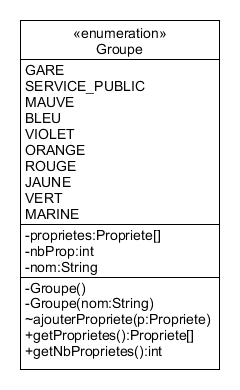 «enumeration»
Groupe
GARE
SERVICE_PUBLIC
MAUVE
BLEU
VIOLET
ORANGE
ROUGE
JAUNE
VERT
MARINE
-proprietes:Propriete[]
-nbProp:int
-nom:String
-Groupe()
-Groupe(nom:String)
~ajouterPropriete(p:Propriete)
+getProprietes():Propriete[]
+getNbProprietes():int